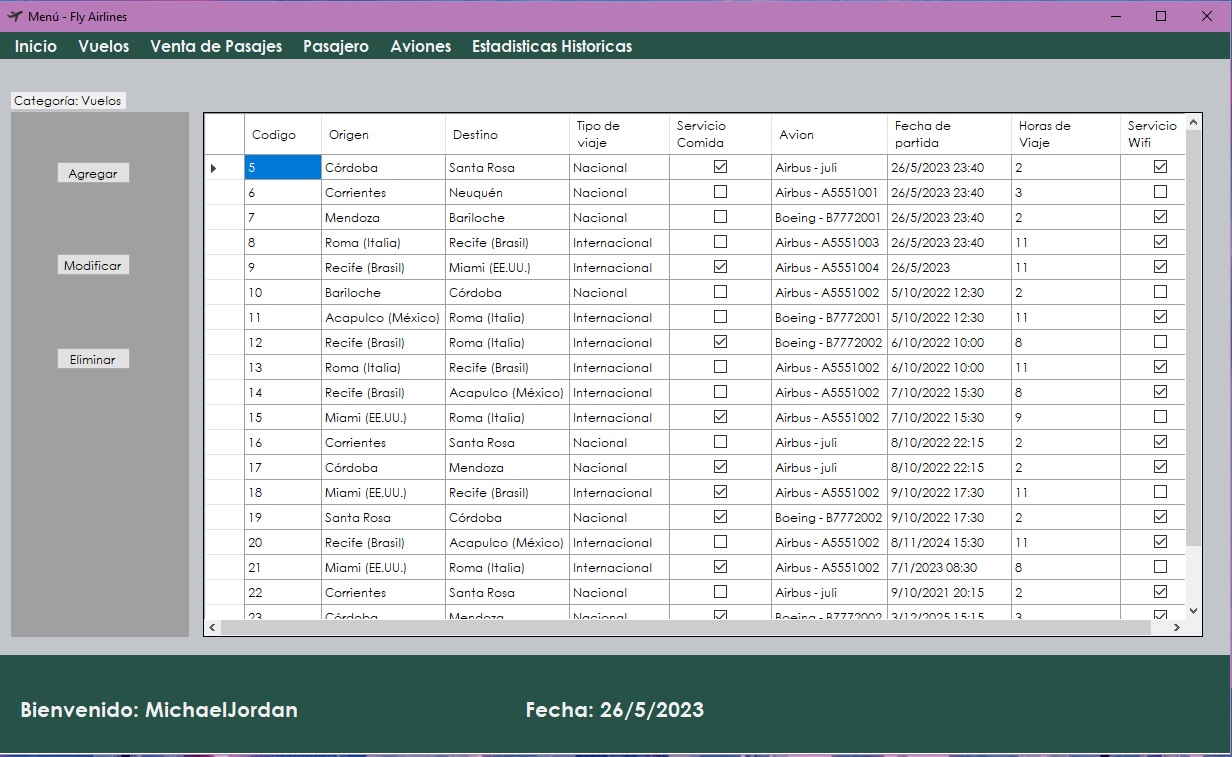 Menú - Fly Airlines
Inicio Vuelos Venta de Pasajes Pasajero Aviones Estadisticas Historicas
Categoría: Vuelos
Agregar
Modificar
Eliminar
Codigo Origen Destino Tipo de viaje Servicio Comida Avion Fecha de partida Horas de Viaje Servicio Wifi
5 Córdoba Santa Rosa Nacional Airbus - juli 26/5/2023 23:40 2
6 Corrientes Neuquén Nacional Airbus - A5551001 26/5/2023 23:40 3
7 Mendoza Bariloche Nacional Boeing - B7772001 26/5/2023 23:40 2
8 Roma (Italia) Recife (Brasil) Internacional Airbus - A5551003 26/5/2023 23:40 11
9 Recife (Brasil) Miami (EE.UU.) Internacional Airbus - A5551004 26/5/2023 11
10 Bariloche Córdoba Nacional Airbus - A5551002 5/10/2022 12:30 2
11 Acapulco (México) Roma (Italia) Internacional Boeing - B7772001 5/10/2022 12:30 11
12 Recife (Brasil) Roma (Italia) Internacional Boeing - B7772002 6/10/2022 10:00 8
13 Roma (Italia) Recife (Brasil) Internacional Airbus - A5551002 6/10/2022 10:00 11
14 Recife (Brasil) Acapulco (México) Internacional Airbus - A5551002 7/10/2022 15:30 8
15 Miami (EE.UU.) Roma (Italia) Internacional Airbus - A5551002 7/10/2022 15:30 9
16 Corrientes Santa Rosa Nacional Airbus - juli 8/10/2022 22:15 2
17 Córdoba Mendoza Nacional Airbus - juli 8/10/2022 22:15 2
18 Miami (EE.UU.) Recife (Brasil) Internacional Airbus - A5551002 9/10/2022 17:30 11
19 Santa Rosa Córdoba Nacional Boeing - B7772002 9/10/2022 17:30 2
20 Recife (Brasil) Acapulco (México) Internacional Airbus - A5551002 8/11/2024 15:30 11
21 Miami (EE.UU.) Roma (Italia) Internacional Airbus - A5551002 7/1/2023 08:30 8
22 Corrientes Santa Rosa Nacional Airbus - juli 9/10/2021 20:15 2
23 Córdoba Mendoza Nacional Boeing - B7772002 3/12/2025 15:15 3
Bienvenido: MichaelJordan
Fecha: 26/5/2023